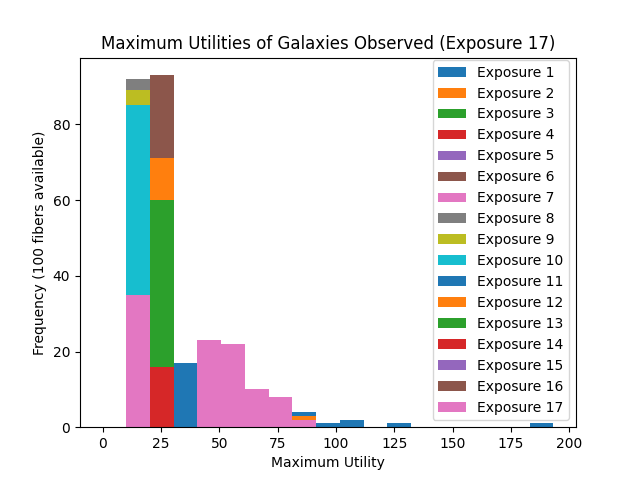 Maximum Utilities of Galaxies Observed (Exposure 17)
Frequency (100 fibers available)
80
60
40
20
0
0 25 50 75 100 125 150 175 200
Maximum Utility
Exposure 1
Exposure 2
Exposure 3
Exposure 4
Exposure 5
Exposure 6
Exposure 7
Exposure 8
Exposure 9
Exposure 10
Exposure 11
Exposure 12
Exposure 13
Exposure 14
Exposure 15
Exposure 16
Exposure 17